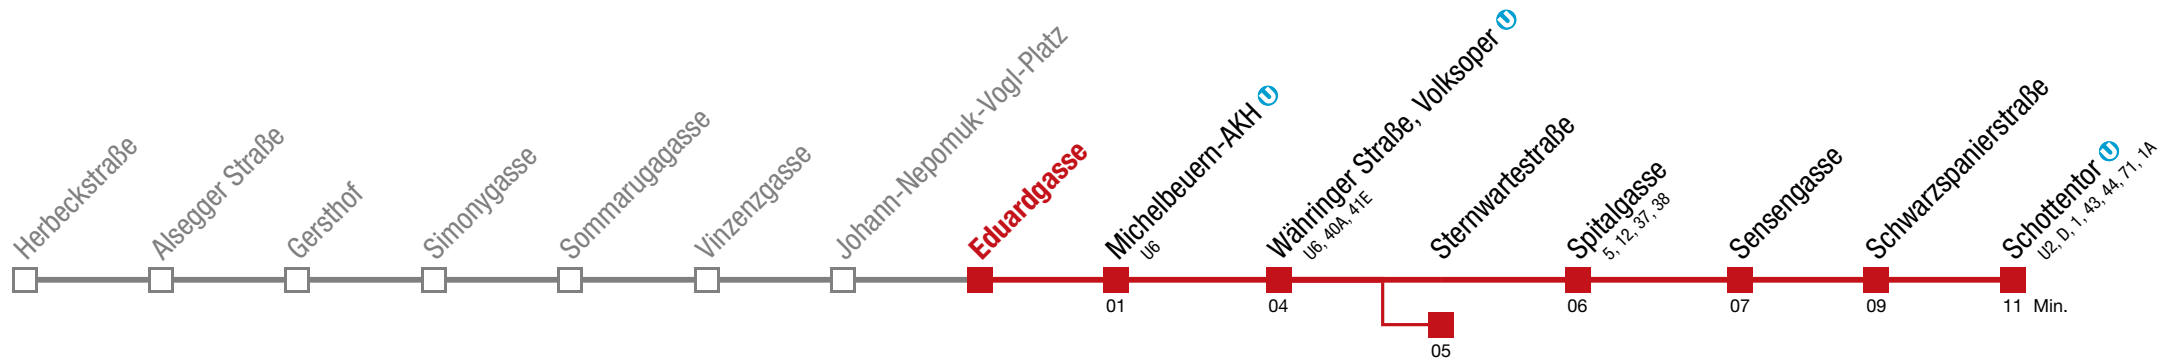 Herbeckstraße
Alsegger Straße
Gersthof
Simonygasse
Sommarugagasse
Vinzenzgasse
Johann-Nepomuk-Vogl-Platz
Eduardgasse
Michelbeuern-AKH U
U6
Währinger Straße, Volksoper U
U6, 40A, 41E
Sternwartestraße
Spitalgasse
5, 12, 37, 38
Sensengasse
Schwarzspanierstraße
Schottentor U
U2, D, 1, 43, 44, 71, 1A
01
04
06
07
09
11 Min.
05